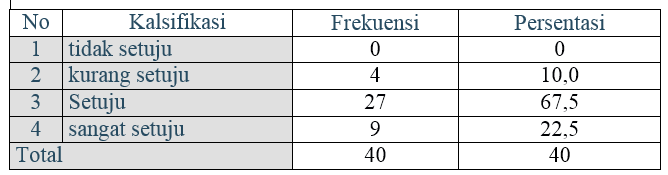 No Kalsifikasi Frekuensi Persentasi
1 tidak setuju 0 0
2 kurang setuju 4 10,0
3 Setuju 27 67,5
4 sangat setuju 9 22,5
Total 40 40